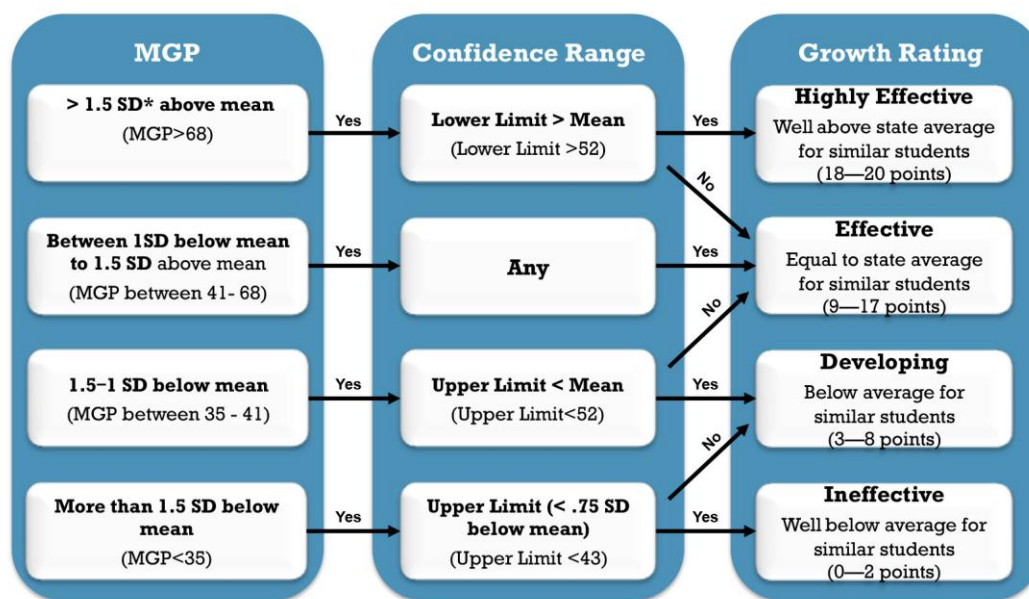 MGP
> 1.5 SD* above mean
(MGP>68)
Between 1SD below mean
to 1.5 SD above mean
(MGP between 41- 68)
1.5–1 SD below mean
(MGP between 35 - 41)
More than 1.5 SD below
mean
(MGP<35)
Yes
Yes
Yes
Yes
Confidence Range
Lower Limit > Mean
(Lower Limit >52)
Any
Upper Limit < Mean
(Upper Limit<52)
Upper Limit (< .75 SD
below mean)
(Upper Limit <43)
Yes
No
Yes
No
Yes
No
Yes
Growth Rating
Highly Effective
Well above state average
for similar students
(18—20 points)
Effective
Equal to state average
for similar students
(9—17 points)
Developing
Below average for
similar students
(3—8 points)
Ineffective
Well below average for
similar students
(0—2 points)